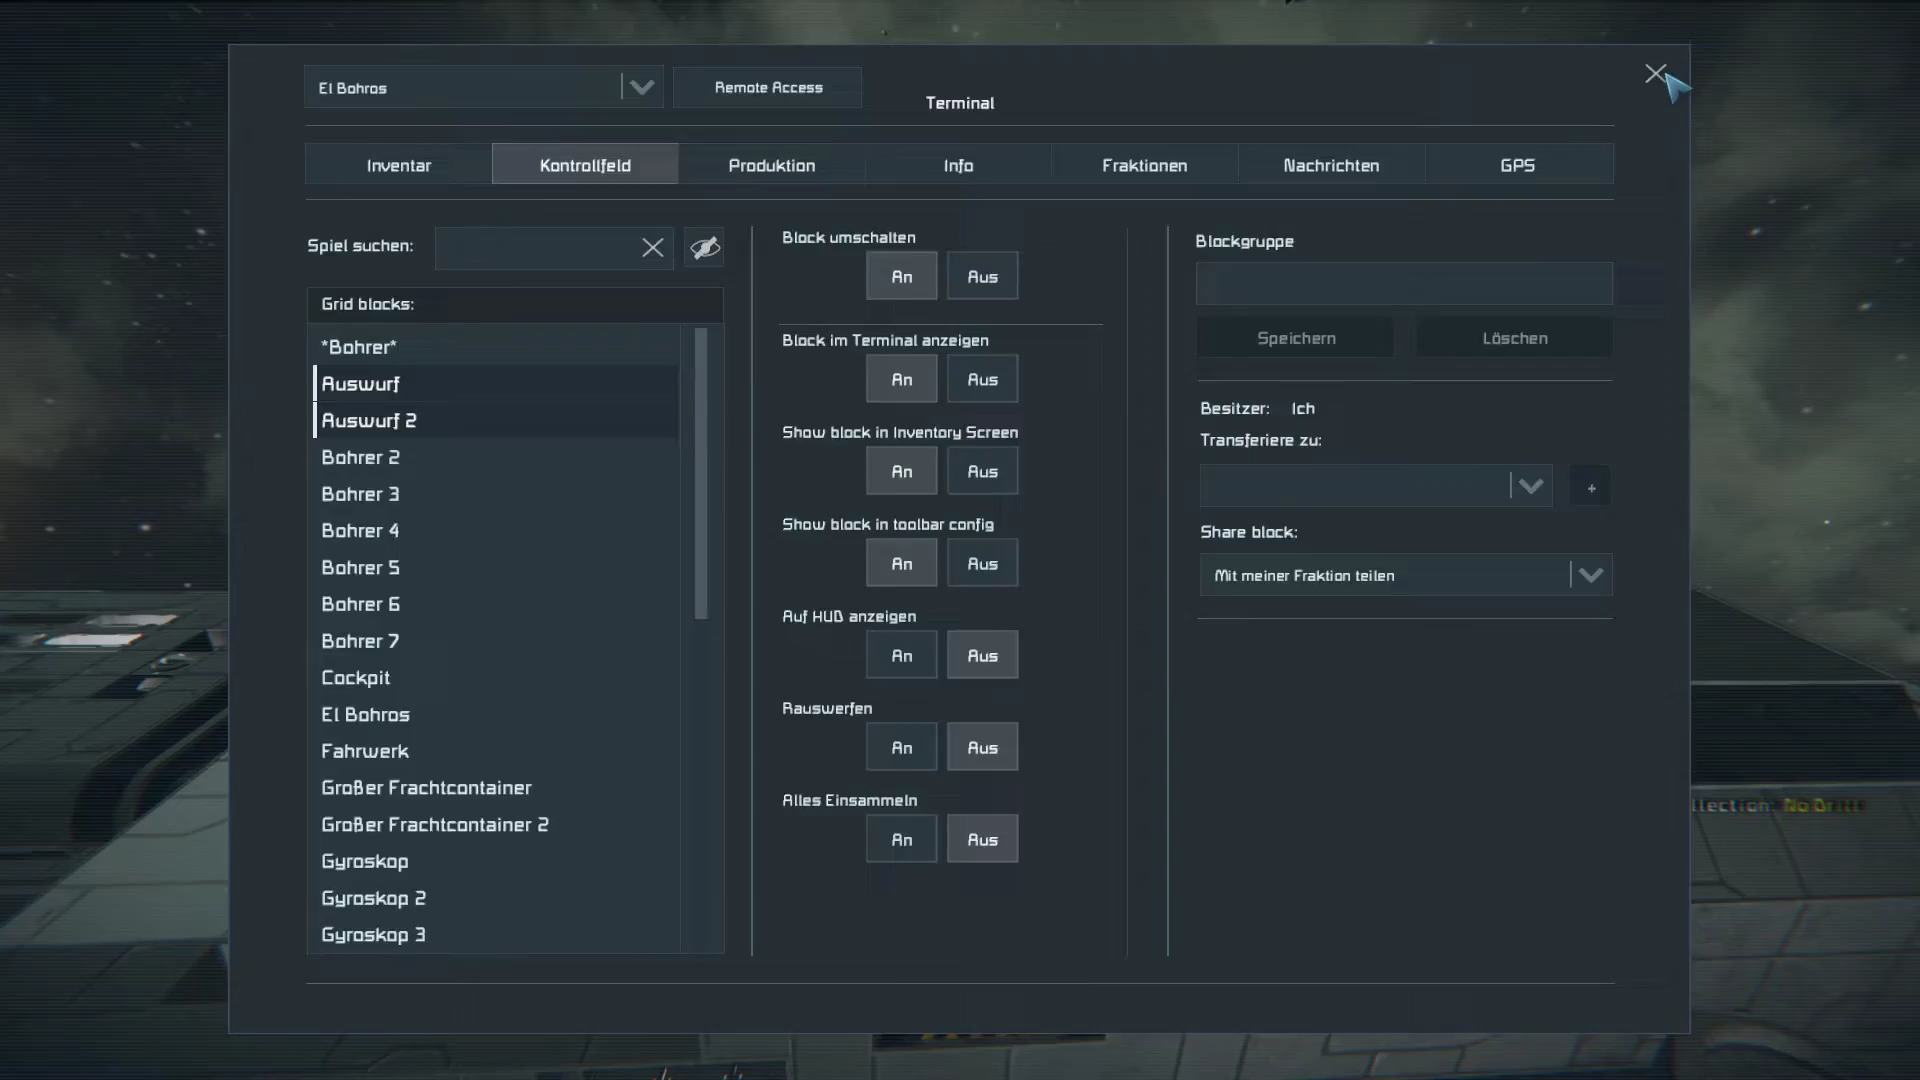 El Bohros
Remote Access
Terminal
Inventar
Kontrollfeld
Produktion
Info
Fraktionen
Nachrichten
GPS
Spiel suchen:
Grid blocks:
*Bohrer*
Auswurf
Auswurf 2
Bohrer 2
Bohrer 3
Bohrer 4
Bohrer 5
Bohrer 6
Bohrer 7
Cockpit
El Bohros
Fahrwerk
Großer Frachtcontainer
Großer Frachtcontainer 2
Gyroskop
Gyroskop 2
Gyroskop 3
Block umschalten
An Aus
Block im Terminal anzeigen
An Aus
Show block in Inventory Screen
An Aus
Show block in toolbar config
An Aus
Auf HUD anzeigen
An Aus
Rauswerfen
An Aus
Alles Einsammeln
An Aus
Blockgruppe
Speichern Löschen
Besitzer: Ich
Transferiere zu:
+
Share block:
Mit meiner Fraktion teilen
llection: No